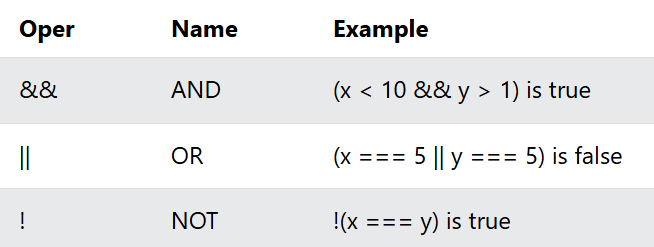 Oper Name Example
&& AND (x < 10 && y > 1) is true
|| OR (x === 5 || y === 5) is false
! NOT !(x === y) is true